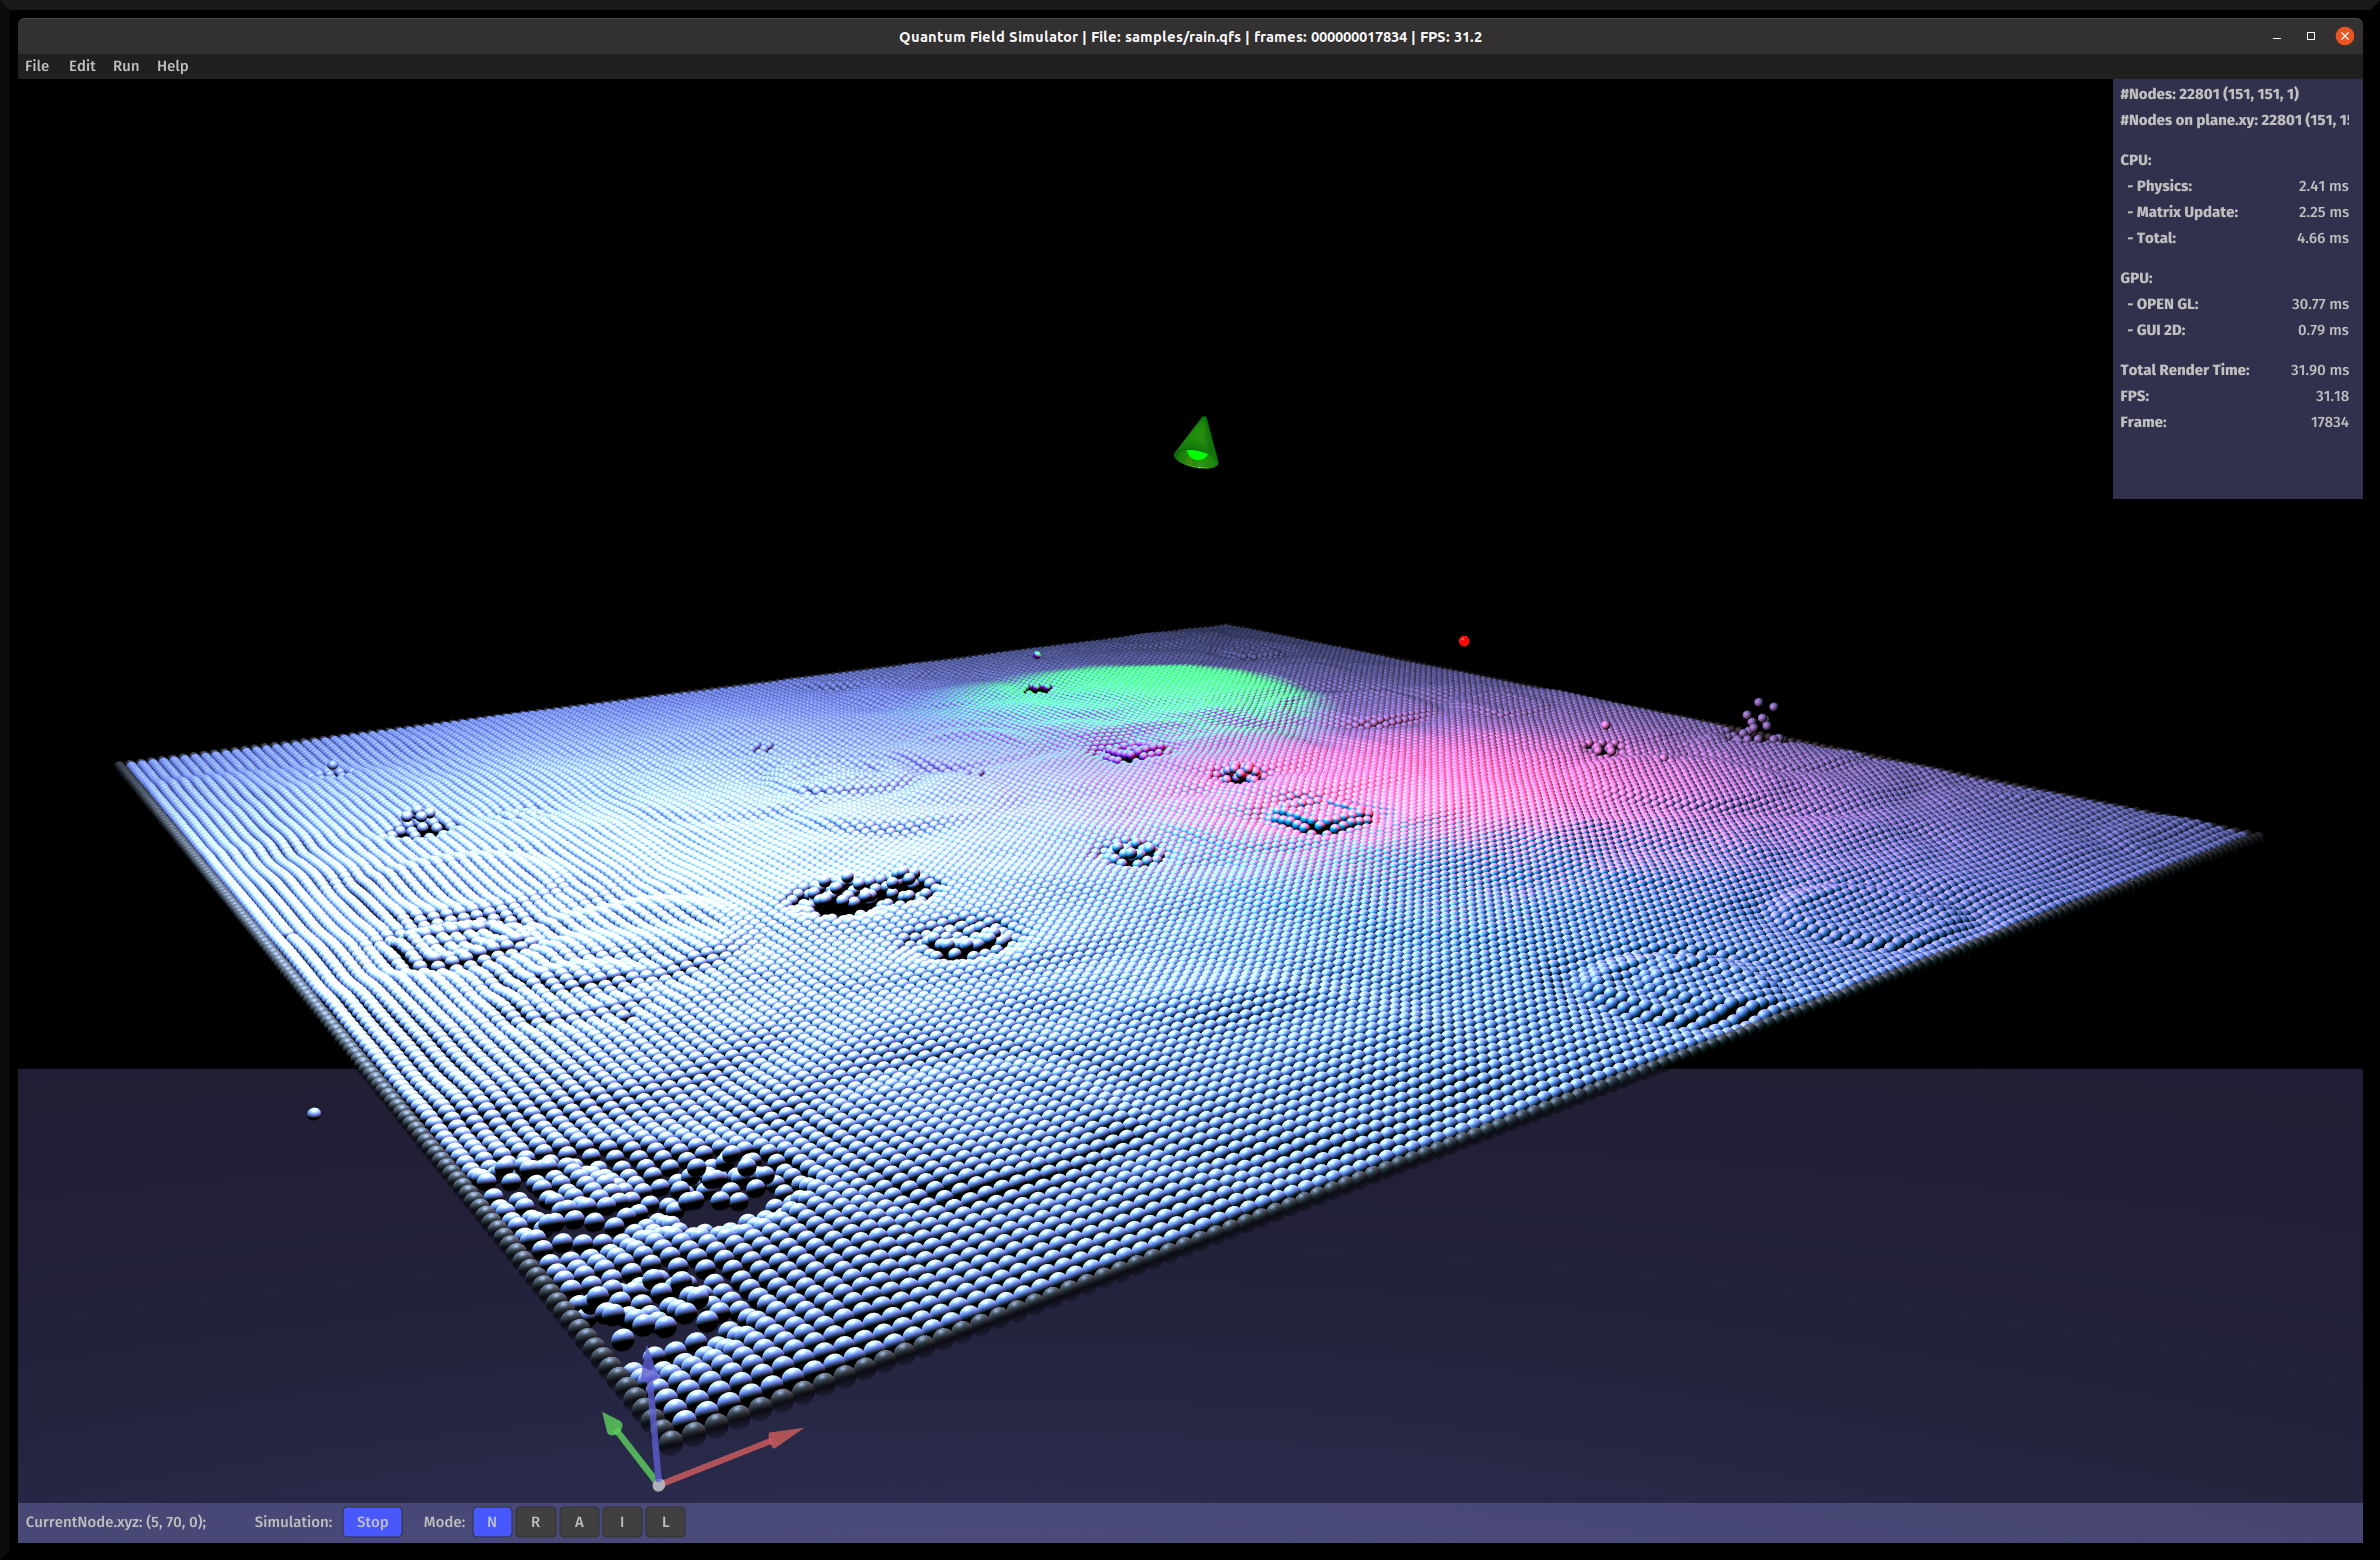 Quantum Field Simulator | File: samples/rain.qfs | frames: 000000017834 | FPS: 31.2
File Edit Run Help
#Nodes: 22801 (151, 151, 1)
#Nodes on plane.xy: 22801 (151, 1
CPU:
- Physics: 2.41 ms
- Matrix Update: 2.25 ms
- Total: 4.66 ms
GPU:
- OPEN GL: 30.77 ms
- GUI 2D: 0.79 ms
Total Render Time: 31.90 ms
FPS: 31.18
Frame: 17834
CurrentNode.xyz: (5, 70, 0); Simulation: Stop Mode: N R A I L